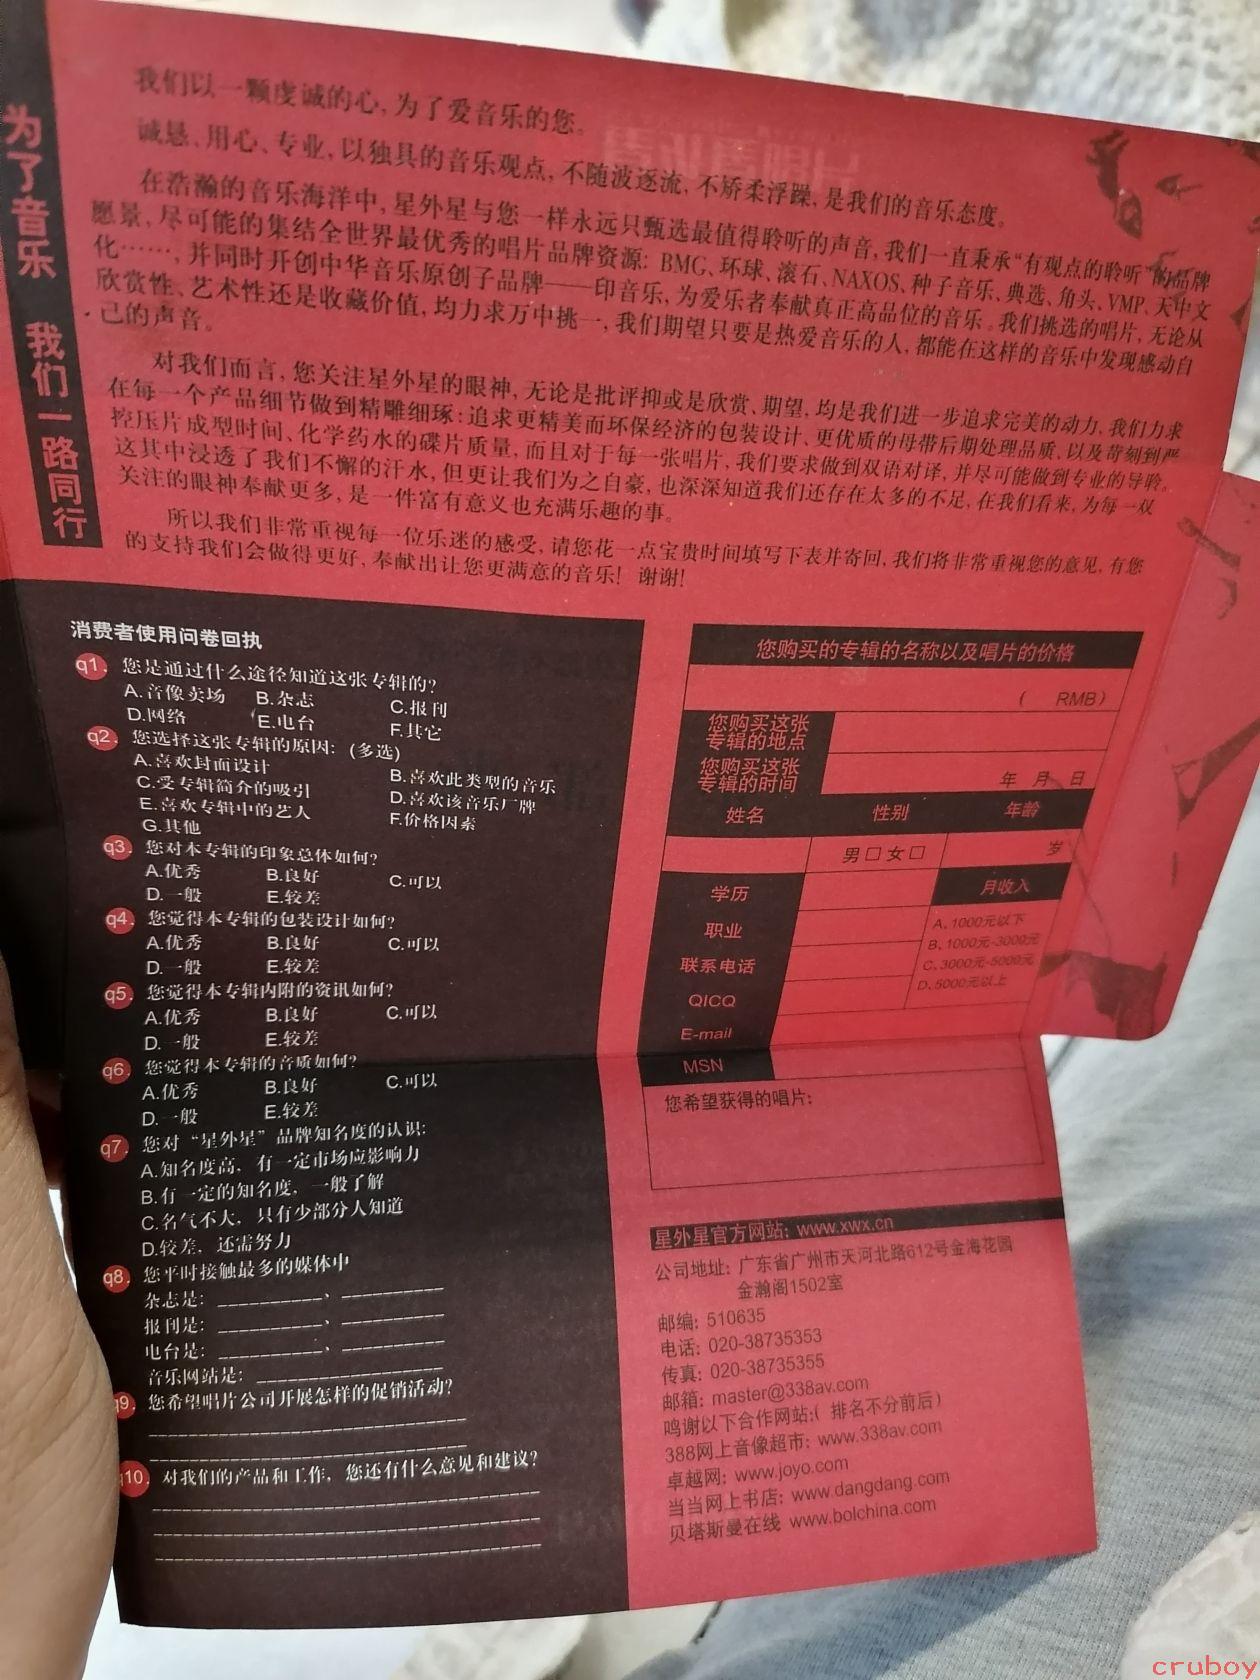 为了音乐 我们一路同行
我们以一颗虔诚的心,为了爱音乐的您。
诚恳、用心、专业,以独具的音乐观点,不随波逐流,不矫柔浮躁,是我们的音乐态度。
在浩瀚的音乐海洋中,星外星与您一样永远只甄选最值得聆听的声音,我们一直秉承“有观点的聆听”的品牌
愿景,尽可能的集结全世界最优秀的唱片品牌资源: BMG、环球、滚石、NAXOS、种子音乐、典选、角头、VMP、天中文
化……,并同时开创中华音乐原创子品牌——印音乐,为爱乐者奉献真正高品位的音乐。我们挑选的唱片,无论从
欣赏性、艺术性还是收藏价值,均力求万中挑一,我们期望只要是热爱音乐的人,都能在这样的音乐中发现感动自
己的声音。
对我们而言,您关注星外星的眼神,无论是批评抑或是欣赏、期望,均是我们进一步追求完美的动力,我们力求
在每一个产品细节做到精雕细琢:追求更精美而环保经济的包装设计、更优质的母带后期处理品质、以及苛刻到严
控压片成型时间、化学药水的碟片质量,而且对于每一张唱片,我们要求做到双语对译,并尽可能做到专业的导聆。
这其中浸透了我们不懈的汗水,但更让我们为之自豪,也深深知道我们还存在太多的不足,在我们看来,为每一双
关注的眼神奉献更多,是一件富有意义也充满乐趣的事。
所以我们非常重视每一位乐迷的感受,请您花一点宝贵时间填写下表并寄回,我们将非常重视您的意见,有您
的支持我们会做得更好,奉献出让您更满意的音乐! 谢谢!
消费者使用问卷回执
q1. 您是通过什么途径知道这张专辑的?
A.音像卖场 B.杂志 C.报刊
D.网络 E.电台 F.其它
q2. 您选择这张专辑的原因: (多选)
A.喜欢封面设计 B.喜欢此类型的音乐
C.受专辑简介的吸引 D.喜欢该音乐厂牌
E.喜欢专辑中的艺人 F.价格因素
G.其他
q3. 您对本专辑的印象总体如何?
A.优秀 B.良好 C.可以
D.一般 E.较差
q4. 您觉得本专辑的包装设计如何?
A.优秀 B.良好 C.可以
D.一般 E.较差
q5. 您觉得本专辑内附的资讯如何?
A.优秀 B.良好 C.可以
D.一般 E.较差
q6. 您觉得本专辑的音质如何?
A.优秀 B.良好 C.可以
D.一般 E.较差
q7. 您对“星外星”品牌知名度的认识:
A.知名度高，有一定市场应影响力
B.有一定的知名度，一般了解
C.名气不大，只有少部分人知道
D.较差，还需努力
q8. 您平时接触最多的媒体中
杂志是: __________、__________
报刊是: __________、__________
电台是: __________、__________
音乐网站是: __________________
q9. 您希望唱片公司开展怎样的促销活动?
q10. 对我们的产品和工作，您还有什么意见和建议?
您购买的专辑的名称以及唱片的价格
( RMB)
您购买这张
专辑的地点
您购买这张
专辑的时间
年 月 日
姓名 性别 年龄
男□女□ 岁
学历 月收入
职业 A、1000元以下
联系电话 B、1000元-3000元
C、3000元-5000元
QICQ D、5000元以上
E-mail
MSN
您希望获得的唱片:
星外星官方网站: www.xwx.cn
公司地址: 广东省广州市天河北路612号金海花园
金瀚阁1502室
邮编: 510635
电话: 020-38735353
传真: 020-38735355
邮箱: master@338av.com
鸣谢以下合作网站:( 排名不分前后)
388网上音像超市: www.338av.com
卓越网: www.joyo.com
当当网上书店: www.dangdang.com
贝塔斯曼在线 www.bolchina.com
cruboy